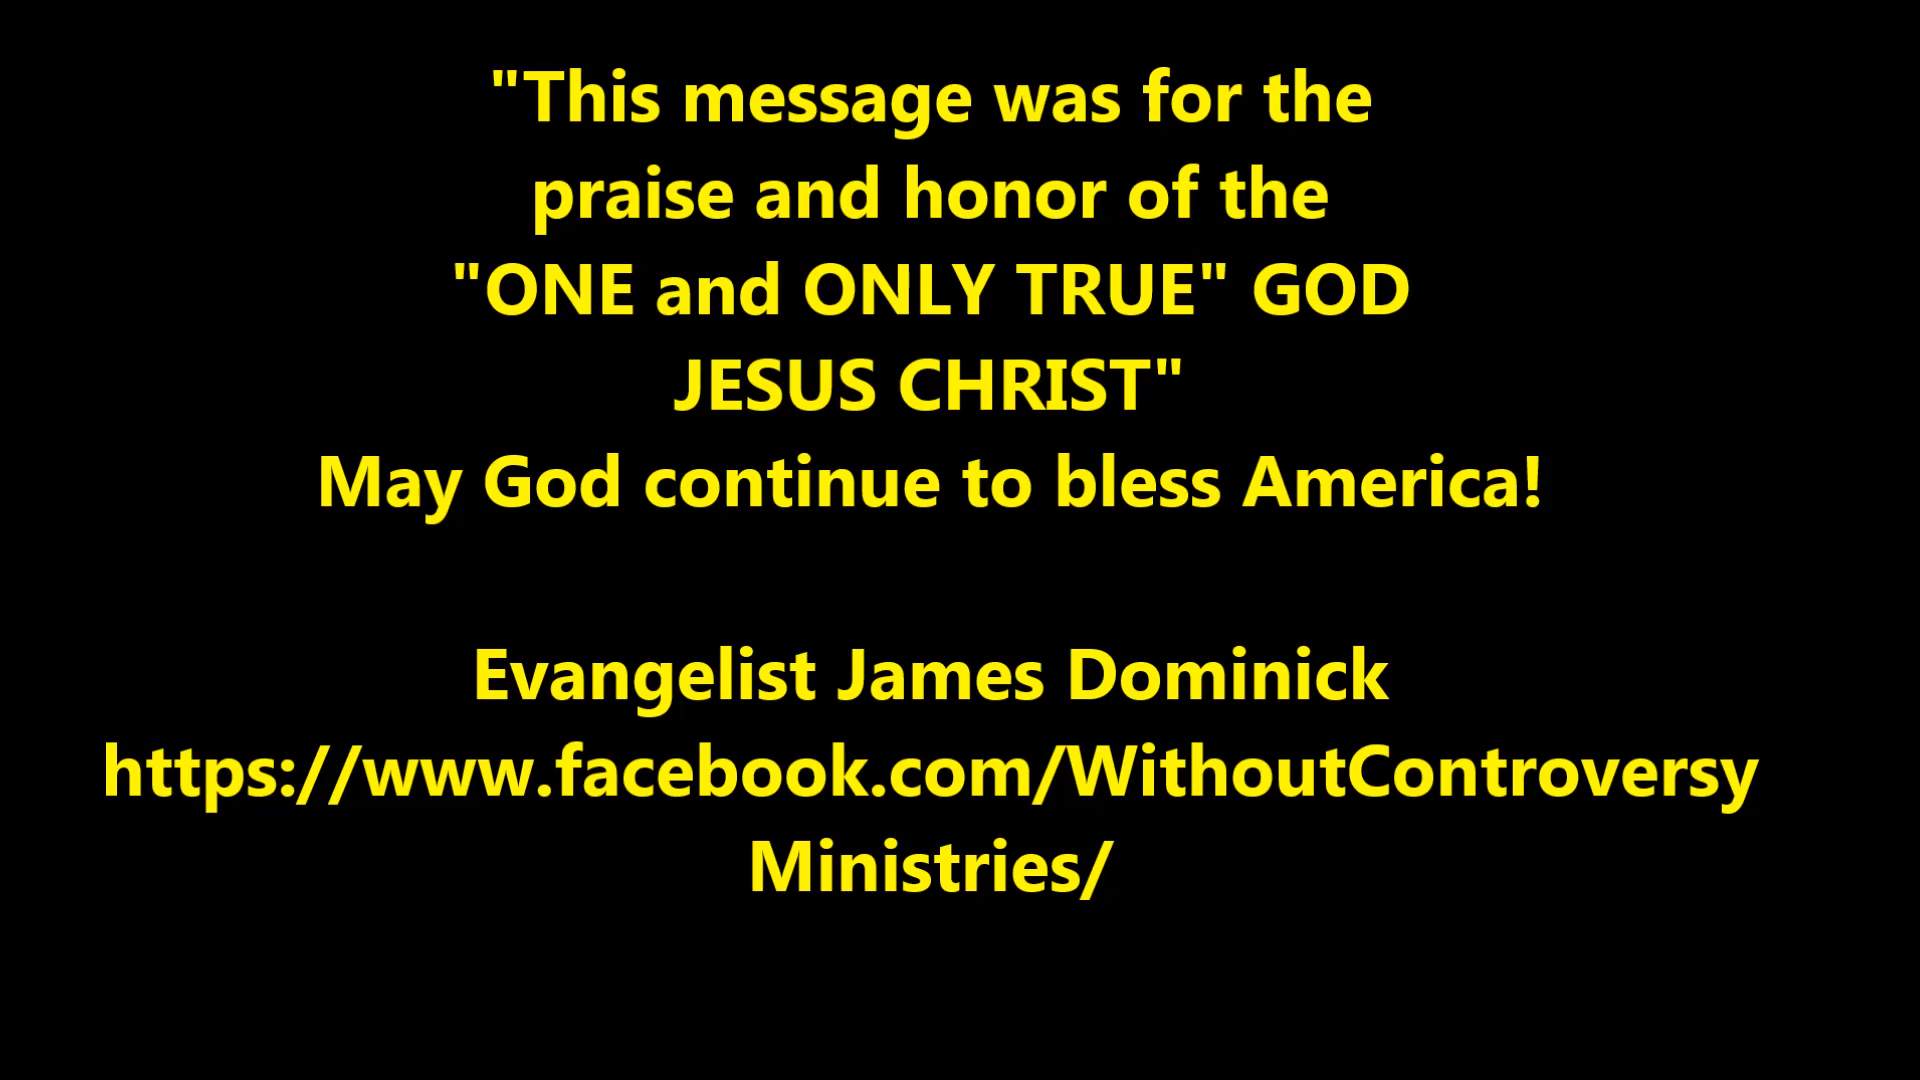 "This message was for the
praise and honor of the
"ONE and ONLY TRUE" GOD
JESUS CHRIST"
May God continue to bless America!
Evangelist James Dominick
https://www.facebook.com/WithoutControversy
Ministries/